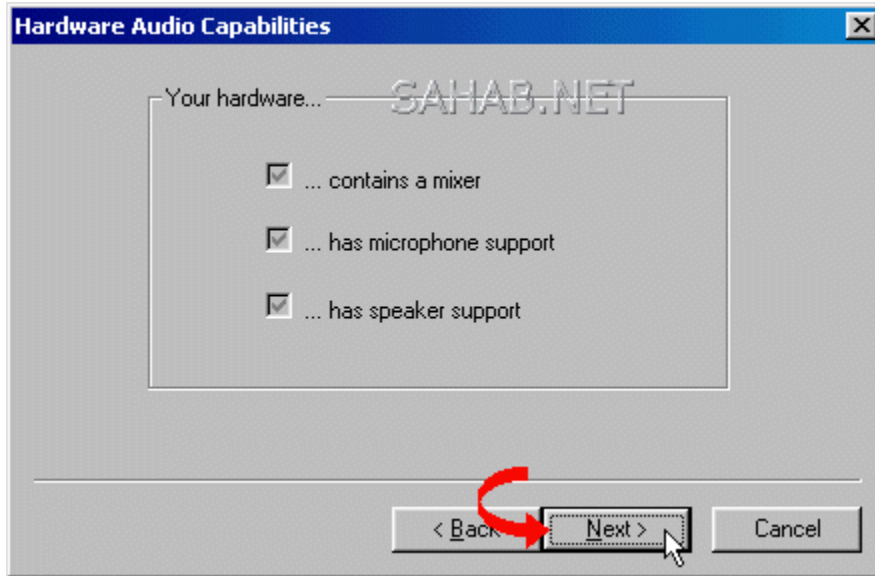 Hardware Audio Capabilities
Your hardware...
SAHAB.NET
... contains a mixer
... has microphone support
... has speaker support
< Back
Next >
Cancel